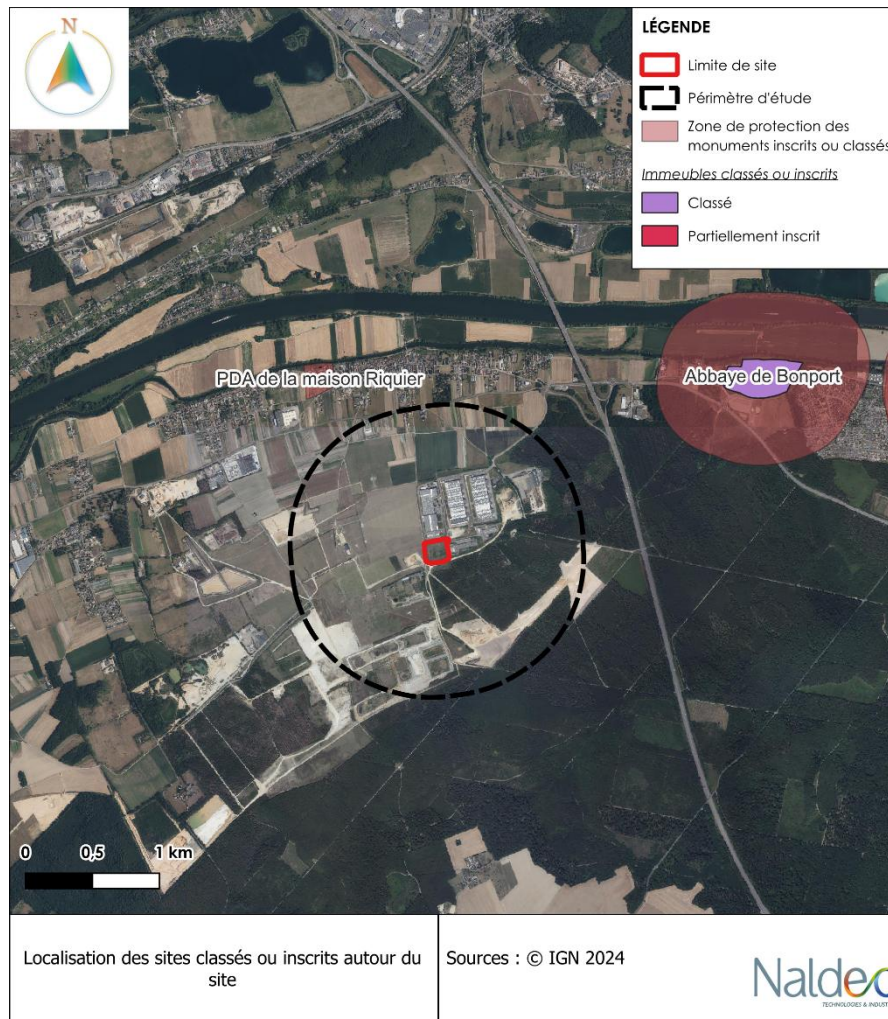 N
LÉGENDE
Limite de site
Périmètre d'étude
Zone de protection des
monuments inscrits ou classés
Immeubles classés ou inscrits
Classé
Partiellement inscrit
PDA de la maison Riquier
Abbaye de Bonport
0 0,5 1 km
Localisation des sites classés ou inscrits autour du
site
Sources : © IGN 2024
Naldeo
TECHNOLOGIES & INDUST